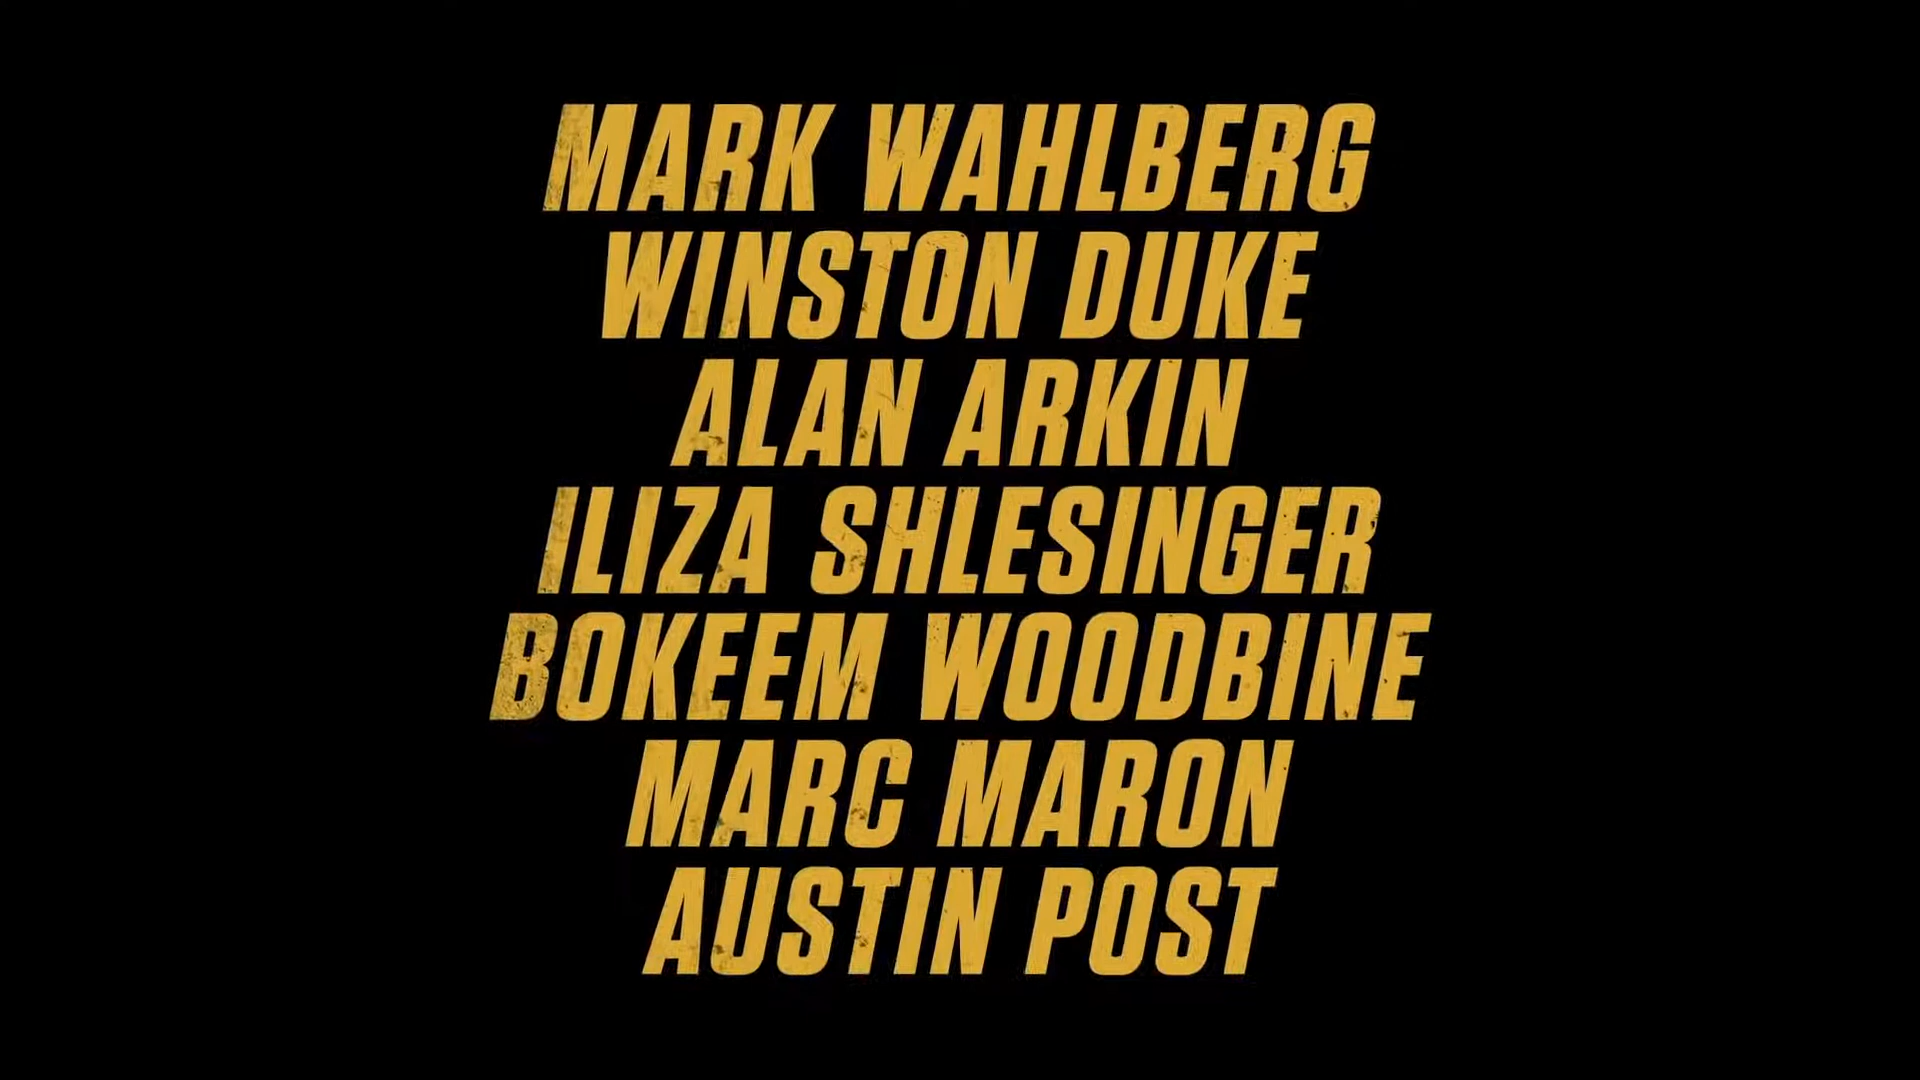 MARK WAHLBERG
WINSTON DUKE
ALAN ARKIN
ILIZA SHLESINGER
BOKEEM WOODBINE
MARC MARON
AUSTIN POST